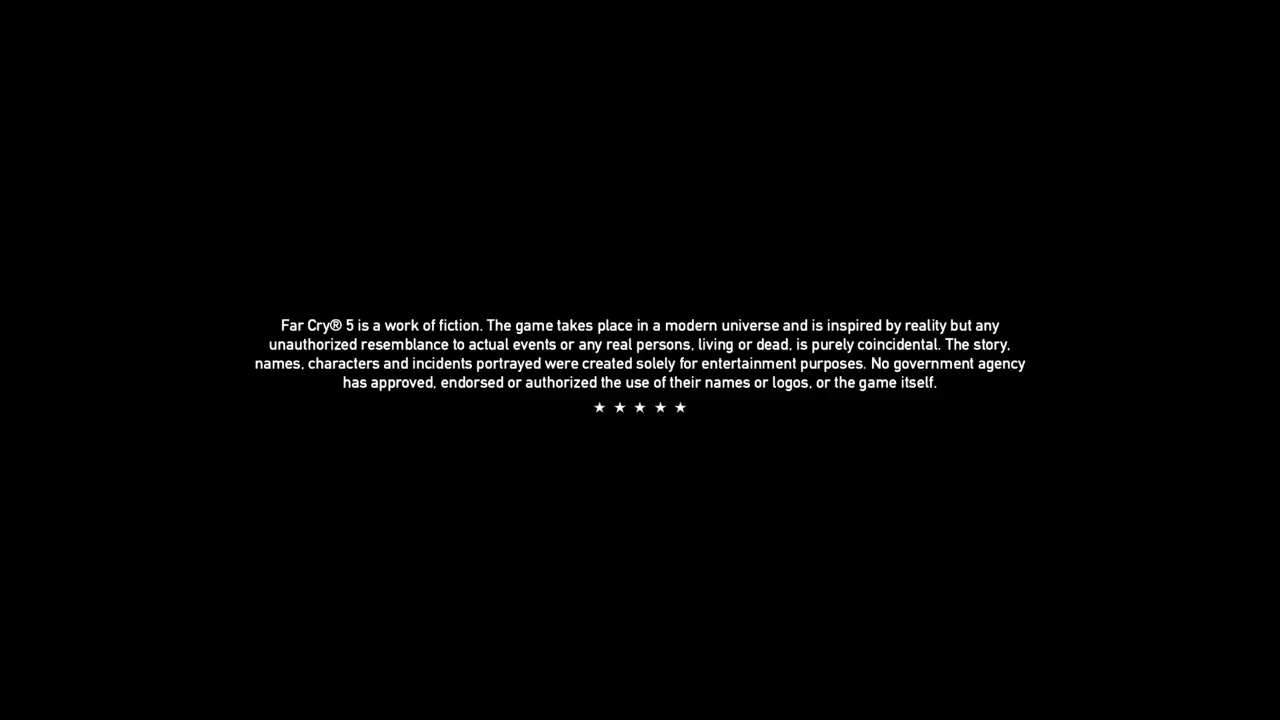 Far Cry® 5 is a work of fiction. The game takes place in a modern universe and is inspired by reality but any
unauthorized resemblance to actual events or any real persons, living or dead, is purely coincidental. The story,
names, characters and incidents portrayed were created solely for entertainment purposes. No government agency
has approved, endorsed or authorized the use of their names or logos, or the game itself.
★ ★ ★ ★ ★